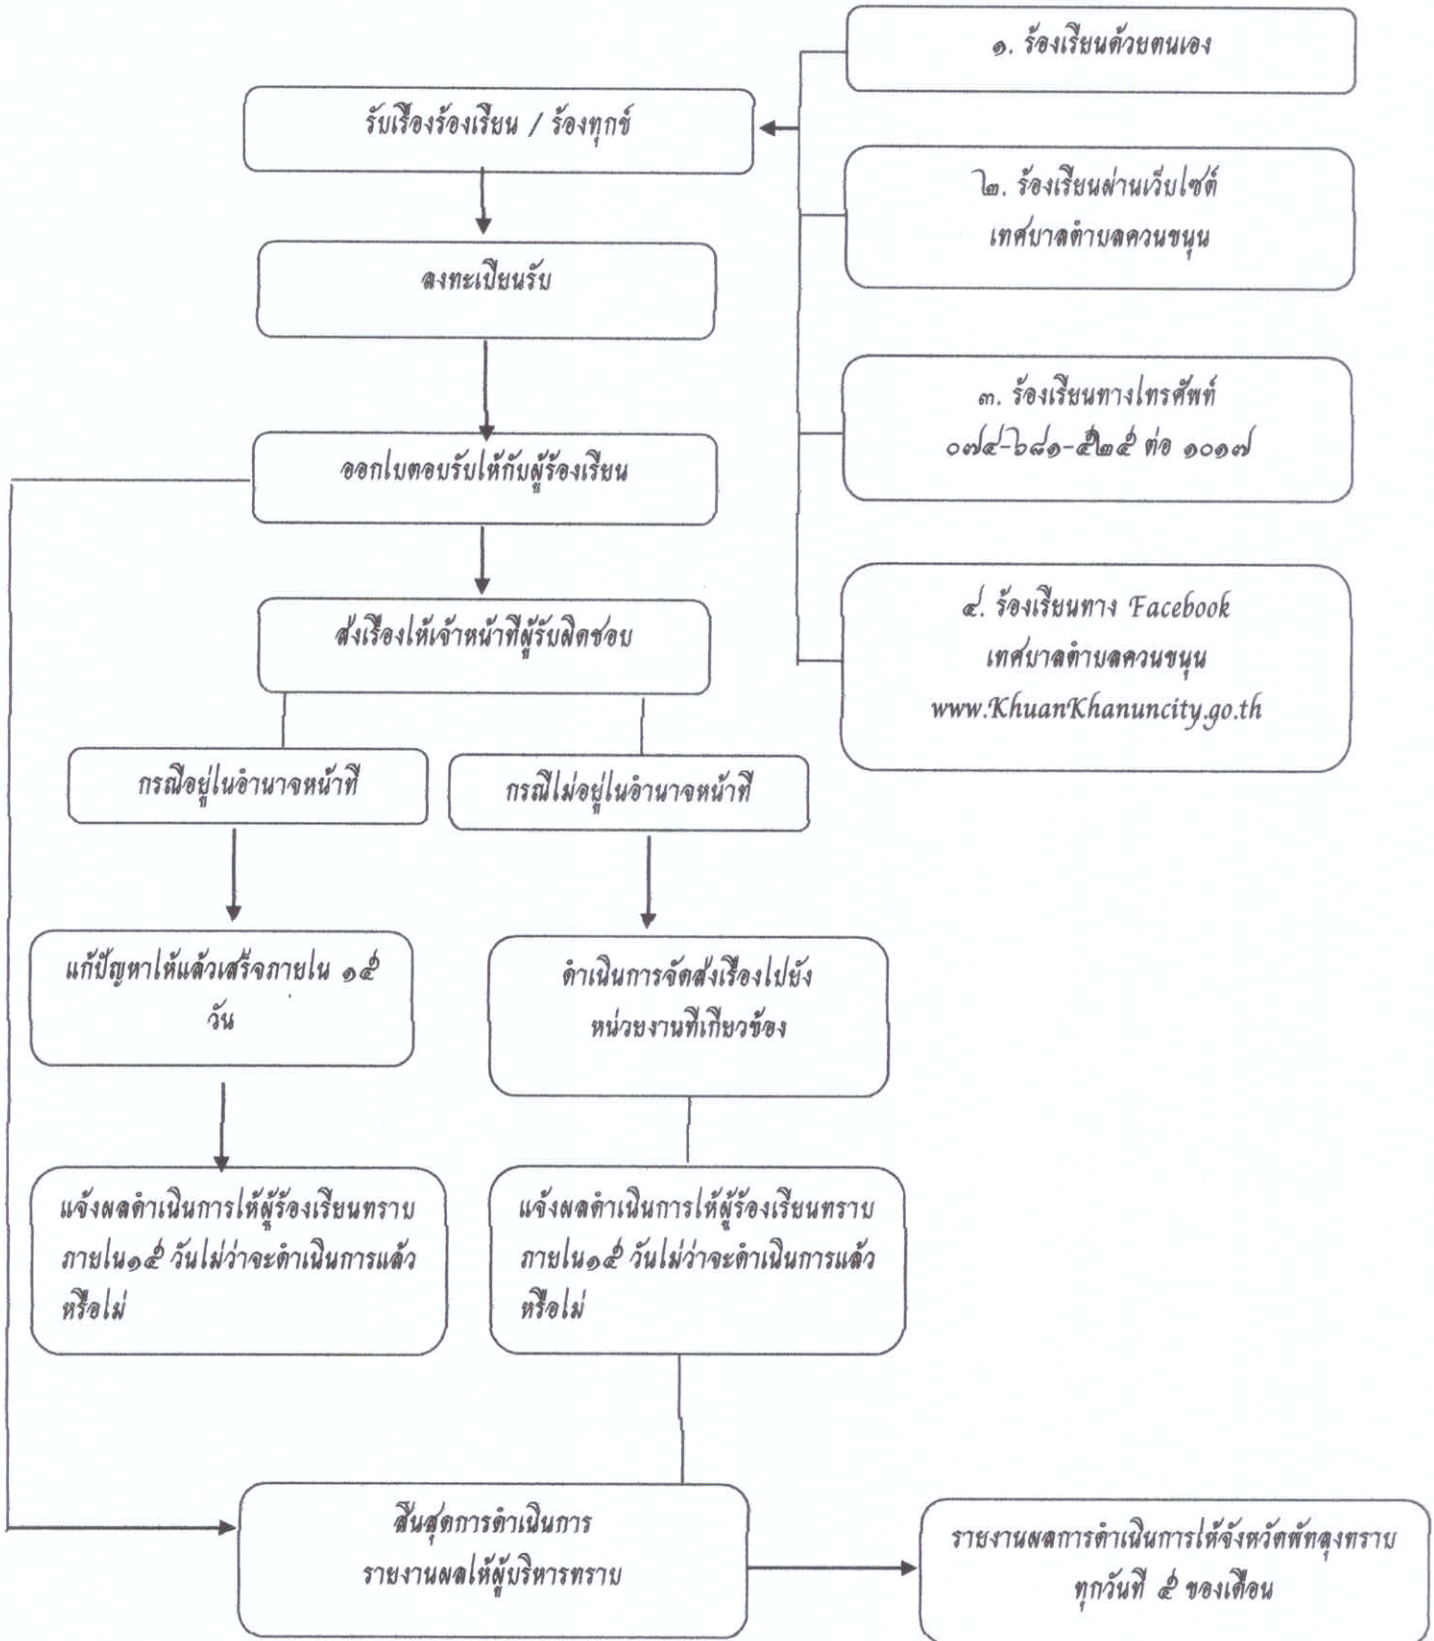 ๑. ร้องเรียนด้วยตนเอง
รับเรื่องร้องเรียน / ร้องทุกข์
๒. ร้องเรียนผ่านเว็บไซต์
เทศบาลตำบลควนขนุน
ลงทะเบียนรับ
๓. ร้องเรียนทางโทรศัพท์
๐๗๔-๖๘๑-๕๒๕ ต่อ ๑๐๑๗
ออกใบตอบรับให้กับผู้ร้องเรียน
๔. ร้องเรียนทาง Facebook
เทศบาลตำบลควนขนุน
www.KhuanKhanuncity.go.th
ส่งเรื่องให้เจ้าหน้าที่ผู้รับผิดชอบ
กรณีอยู่ในอำนาจหน้าที่
กรณีไม่อยู่ในอำนาจหน้าที่
แก้ปัญหาให้แล้วเสร็จภายใน ๑๕
วัน
ดำเนินการจัดส่งเรื่องไปยัง
หน่วยงานที่เกี่ยวข้อง
แจ้งผลดำเนินการให้ผู้ร้องเรียนทราบ
ภายใน๑๕ วันไม่ว่าจะดำเนินการแล้ว
หรือไม่
แจ้งผลดำเนินการให้ผู้ร้องเรียนทราบ
ภายใน๑๕ วันไม่ว่าจะดำเนินการแล้ว
หรือไม่
สิ้นสุดการดำเนินการ
รายงานผลให้ผู้บริหารทราบ
รายงานผลการดำเนินการให้จังหวัดพัทลุงทราบ
ทุกวันที่ ๕ ของเดือน